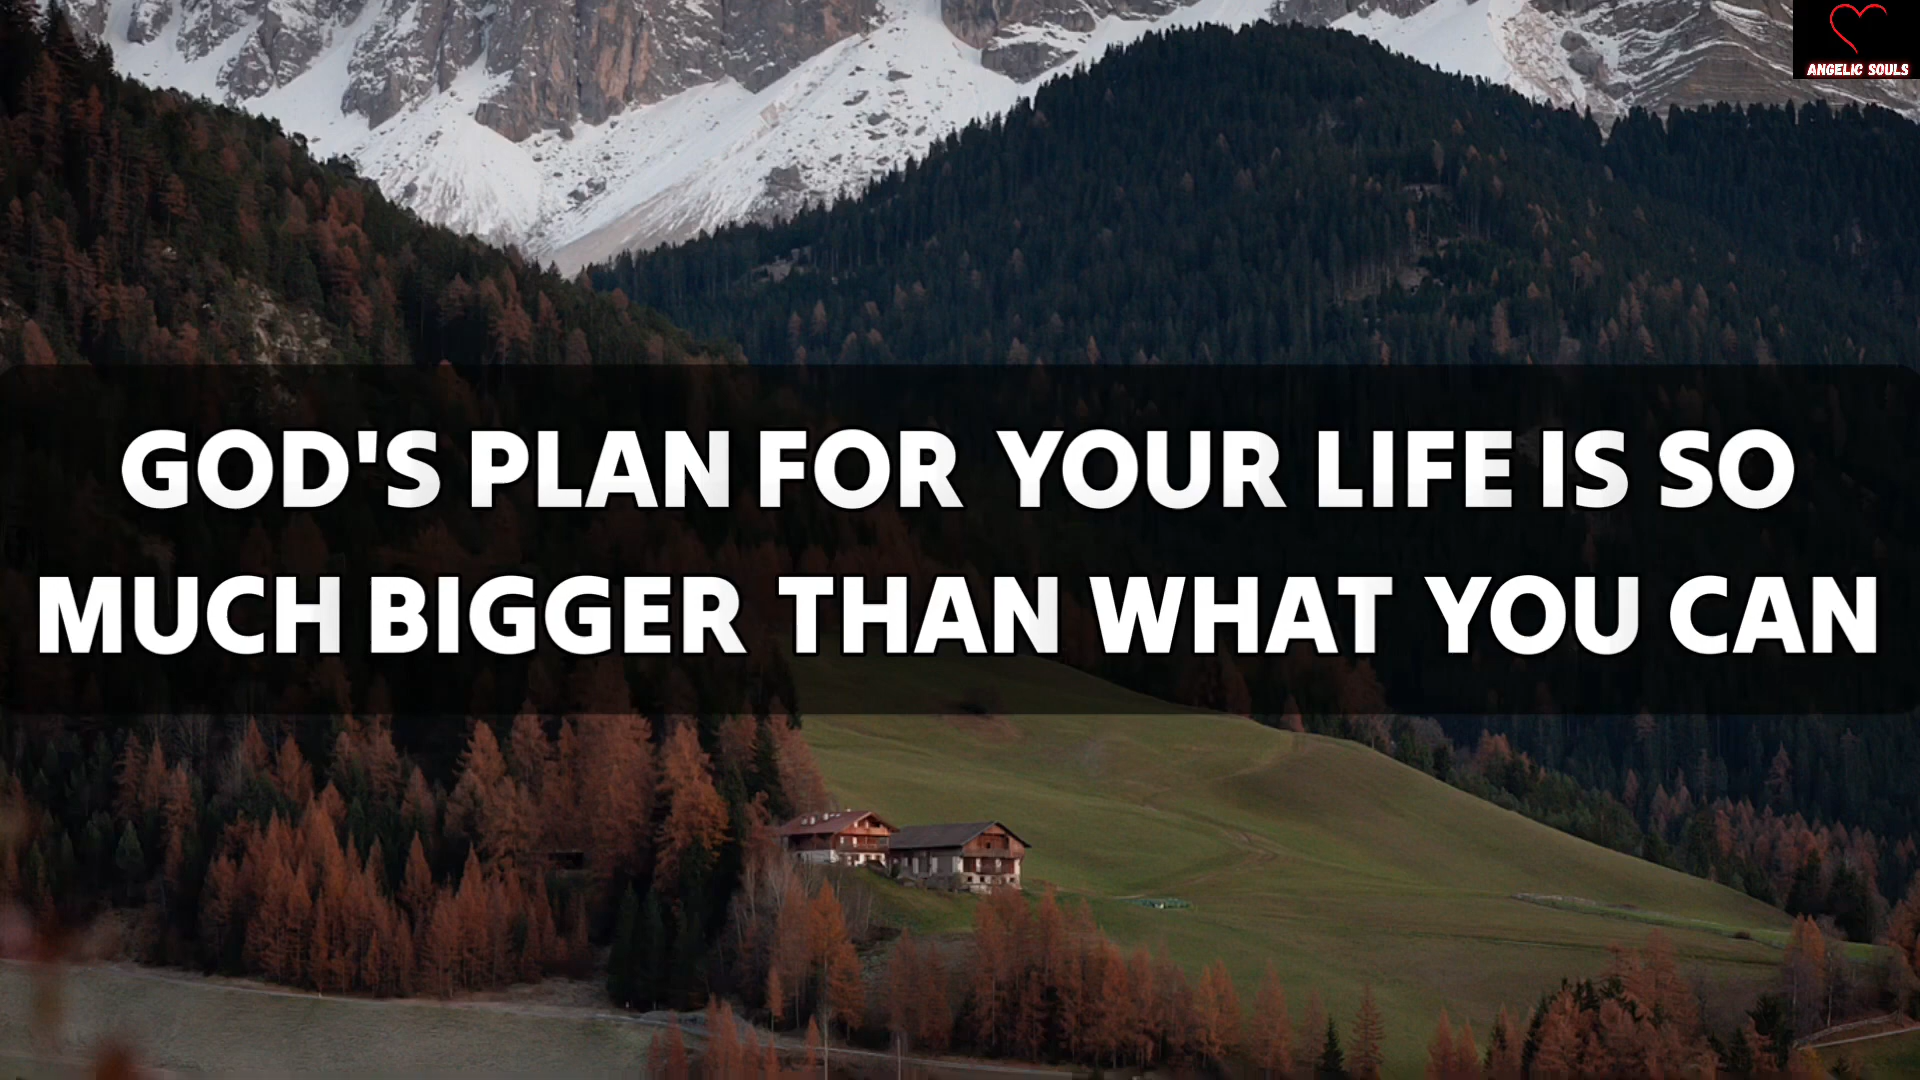 ANGELIC SOULS
GOD'S PLAN FOR YOUR LIFE IS SO
MUCH BIGGER THAN WHAT YOU CAN